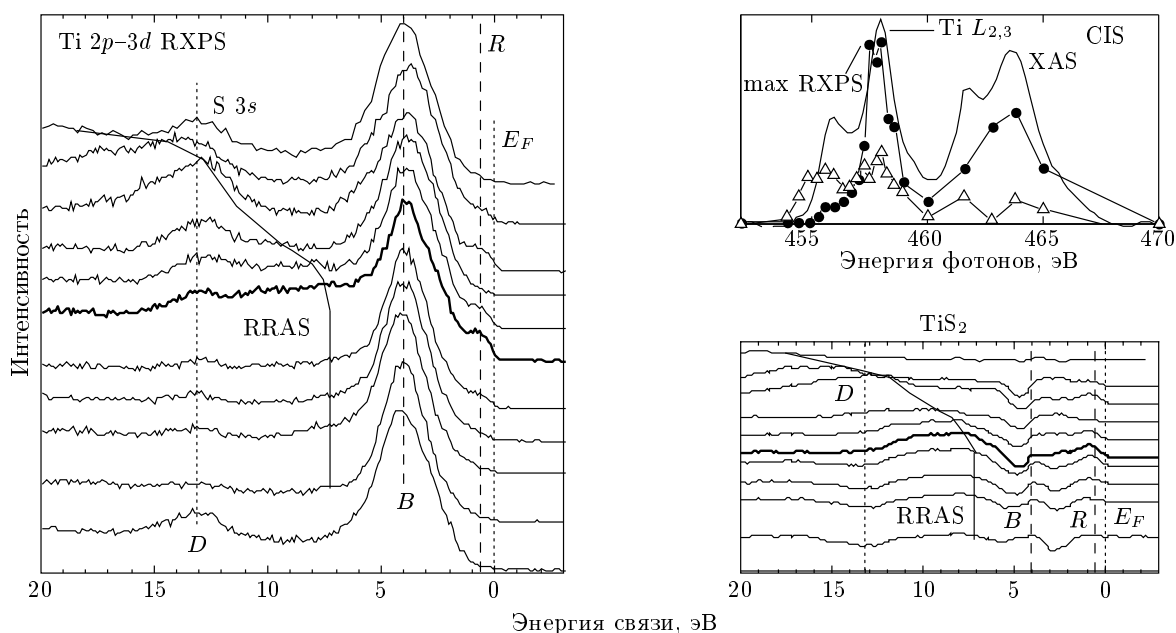 Ti 2p–3d RXPS
R
S 3s
E_F
RRAS
B
D
Интенсивность
20 15 10 5 0
Ti L2,3
CIS
max RXPS
XAS
455 460 465 470
Энергия фотонов, эВ
TiS2
D
RRAS
B
R
E_F
20 15 10 5 0
Энергия связи, эВ